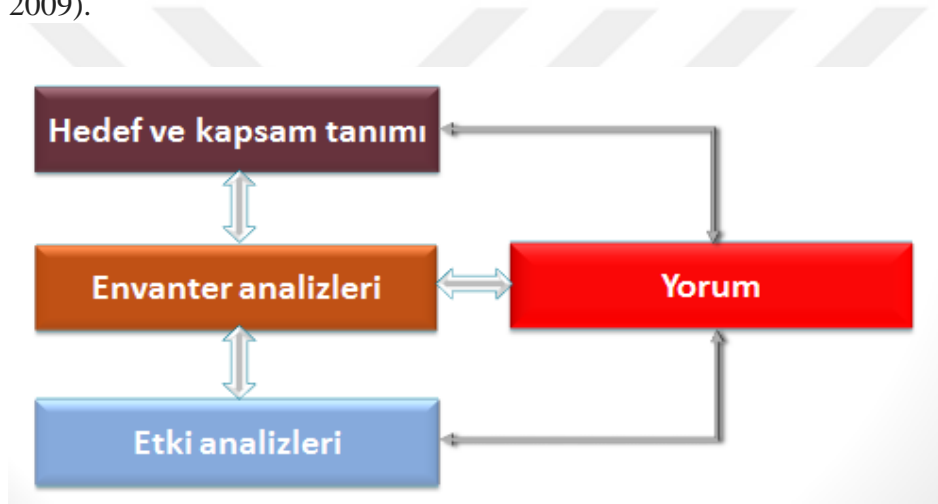 2009).
Hedef ve kapsam tanımı
Envanter analizleri
Yorum
Etki analizleri